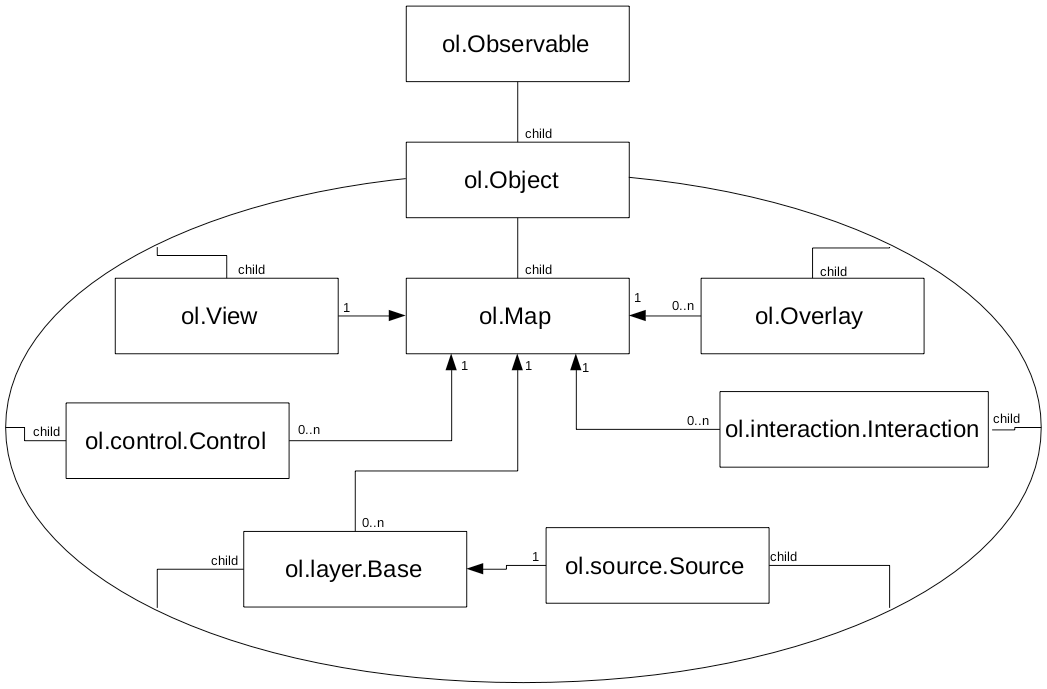 ol.Observable
child
ol.Object
child
child
child
ol.View
1
ol.Map
1
0..n
ol.Overlay
1
1
1
child
ol.control.Control
0..n
0..n
ol.interaction.Interaction
child
0..n
child
ol.layer.Base
1
ol.source.Source
child